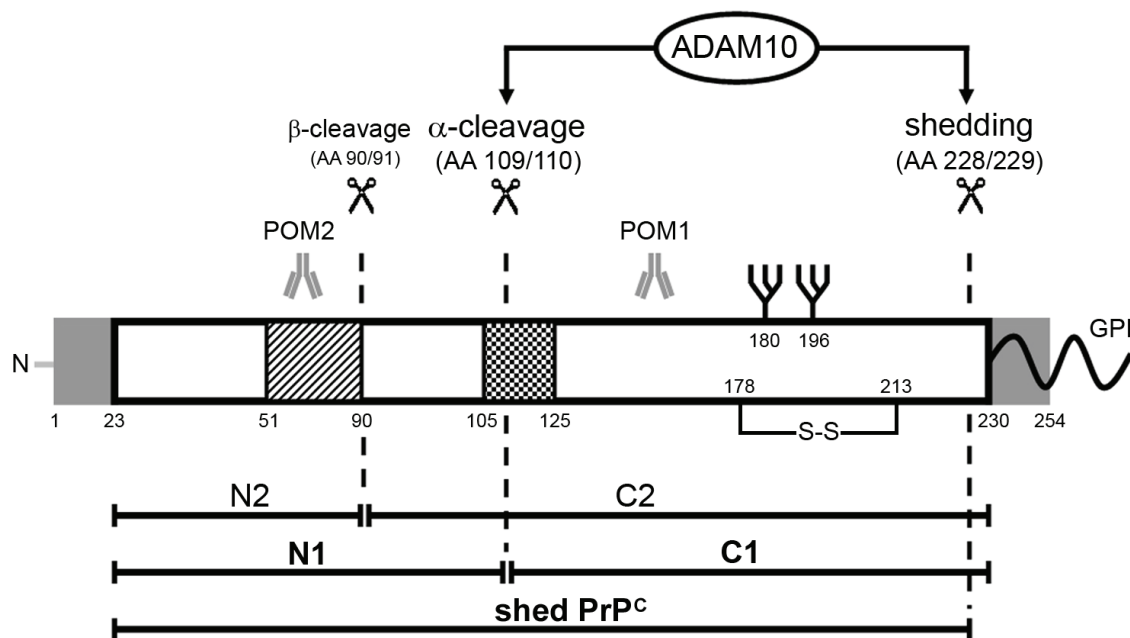 ADAM10
β-cleavage
(AA 90/91)
α-cleavage
(AA 109/110)
shedding
(AA 228/229)
POM2
POM1
N
180
196
GPI
178
213
1
23
51
90
105
125
S-S
230
254
N2
C2
N1
C1
shed PrPᶜ